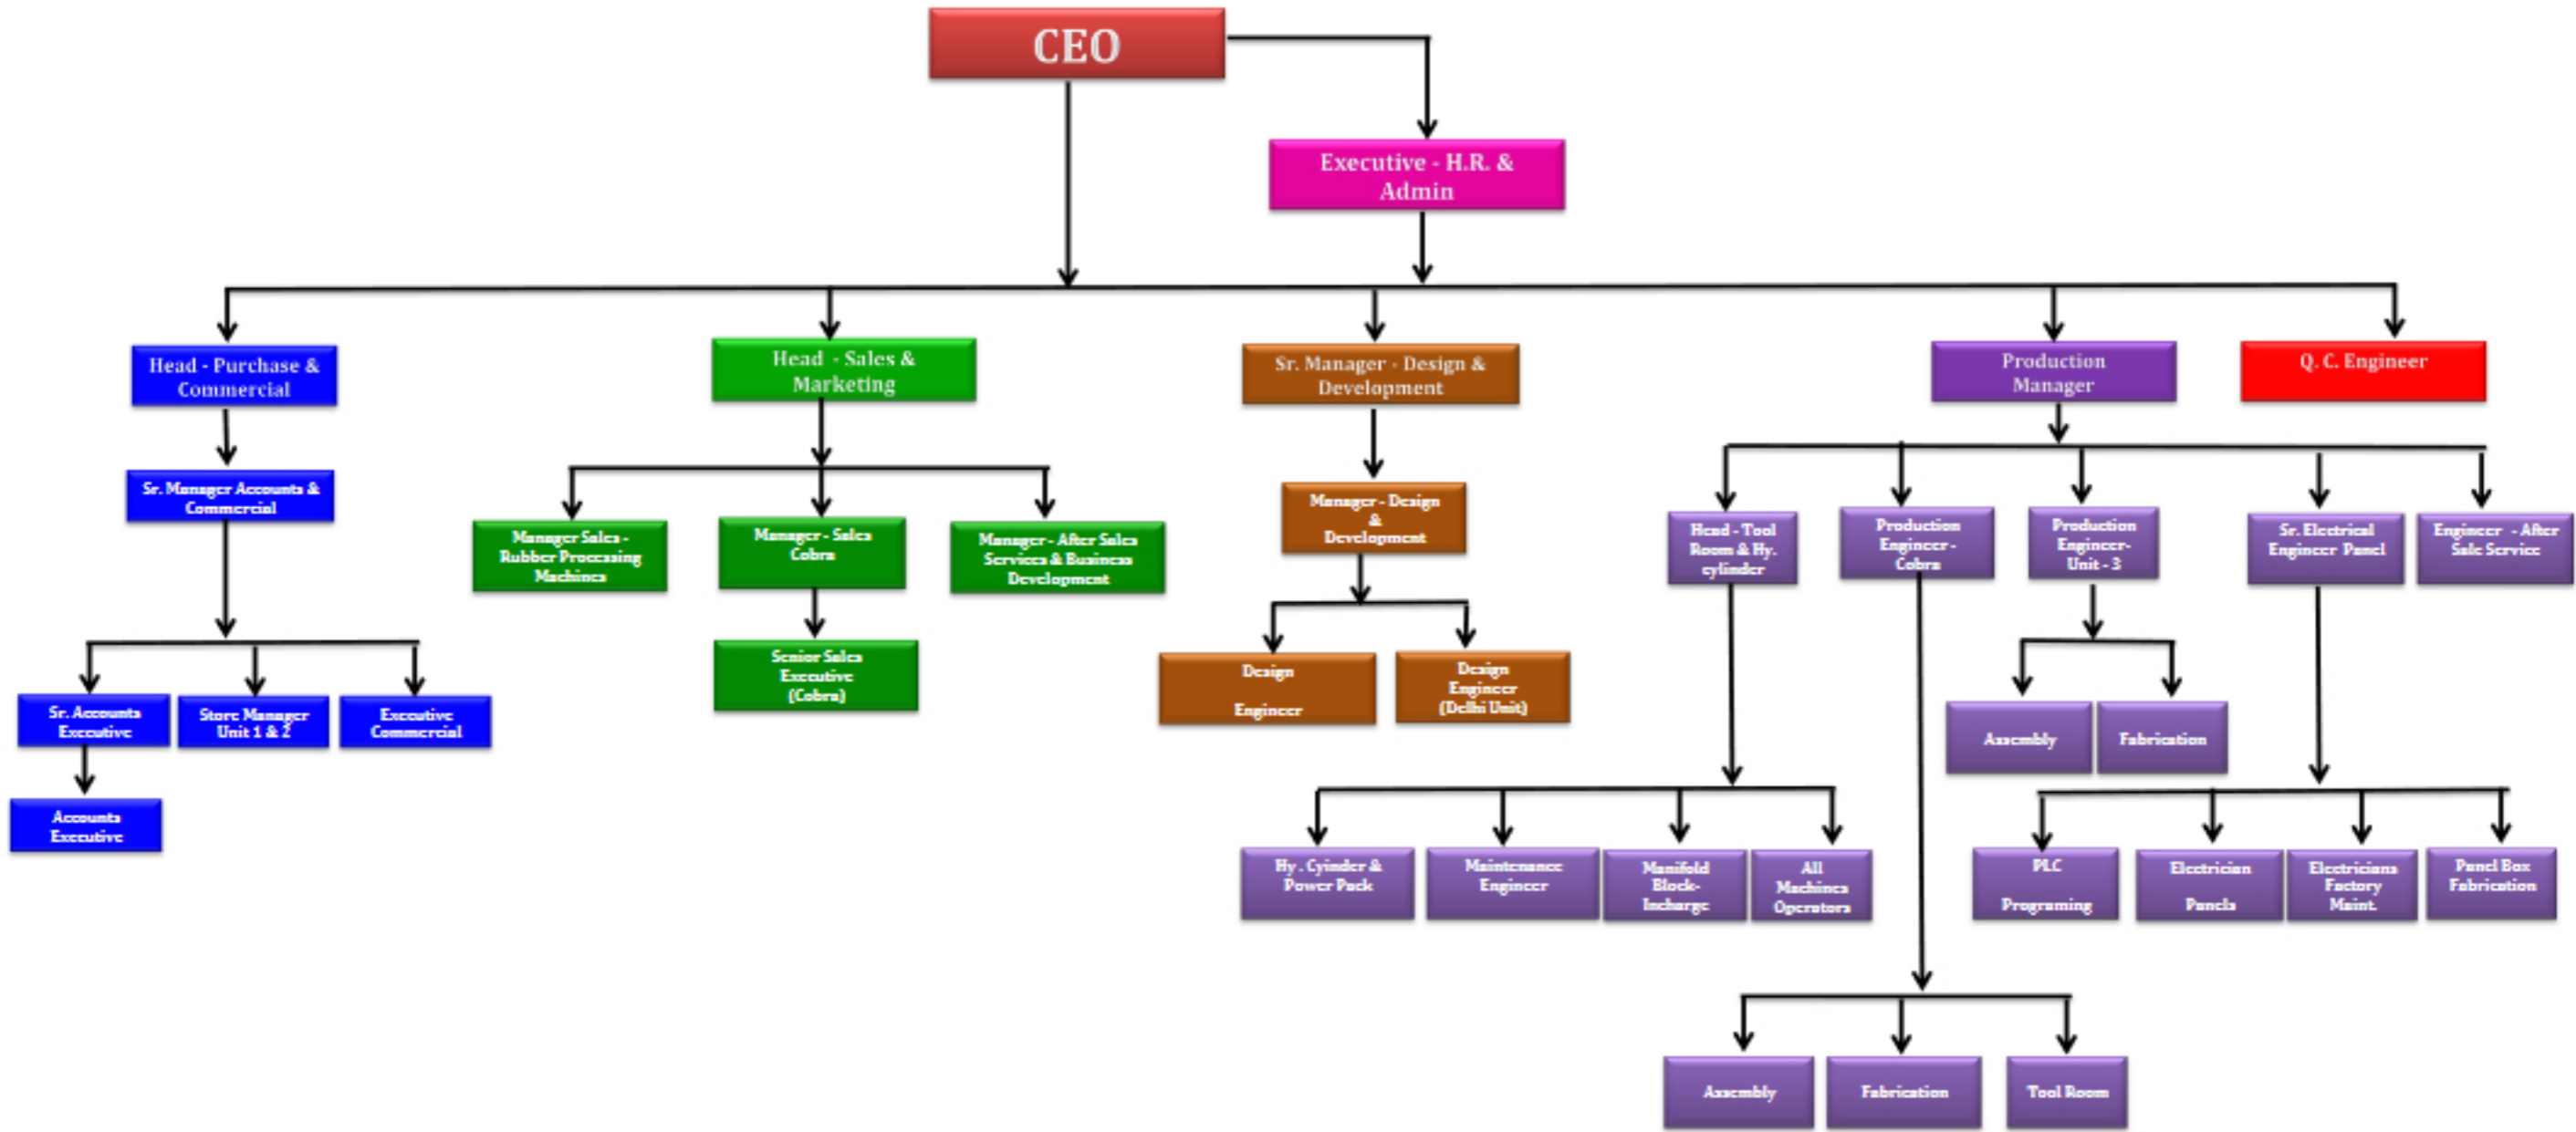 CEO
Executive - H.R. &
Admin
Head - Purchase &
Commercial
Head - Sales &
Marketing
Sr. Manager - Design &
Development
Production
Manager
Q. C. Engineer
Sr. Manager Accounts &
Commercial
Manager Sales -
Rubber Processing
Machines
Manager - Sales
Cobra
Manager - After Sales
Services & Business
Development
Manager - Design
&
Development
Head - Tool
Room & Hy.
cylinder
Production
Engineer -
Cobra
Production
Engineer-
Unit - 3
Sr. Electrical
Engineer Panel
Engineer - After
Sale Service
Senior Sales
Executive
(Cobra)
Design
Engineer
Design
Engineer
(Delhi Unit)
Sr. Accounts
Executive
Store Manager
Unit 1 & 2
Executive
Commercial
Assembly
Fabrication
Accounts
Executive
Hy . Cyinder &
Power Pack
Maintenance
Engineer
Manifold
Block-
Incharge
All
Machines
Operators
PLC
Programing
Electrician
Panels
Electricians
Factory
Maint.
Panel Box
Fabrication
Assembly
Fabrication
Tool Room